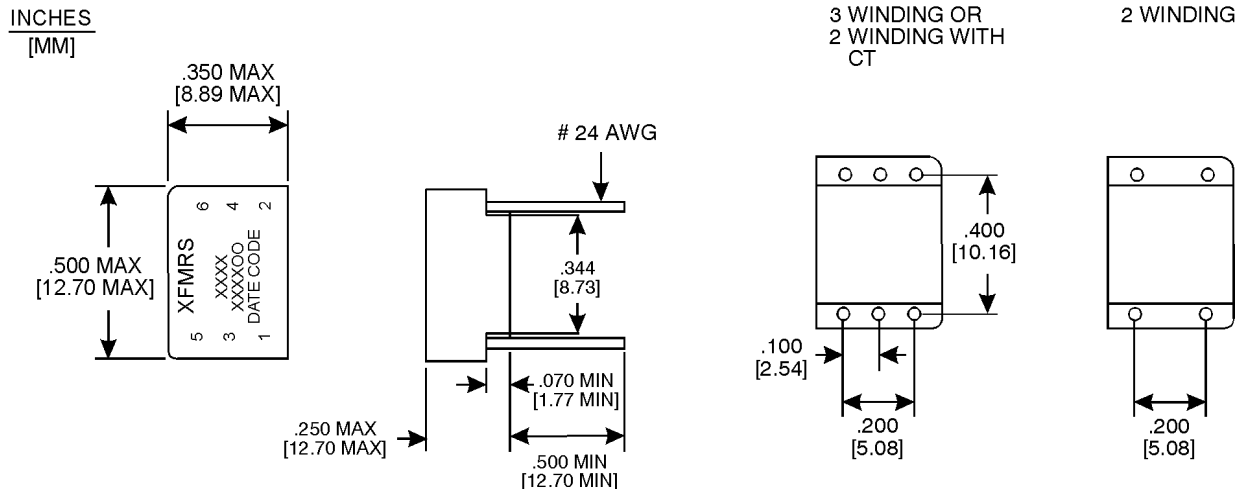 INCHES
[MM]
3 WINDING OR
2 WINDING WITH
CT
2 WINDING
.350 MAX
[8.89 MAX]
# 24 AWG
.500 MAX
[12.70 MAX]
6 4 2
XFMRS
XXXX
XXXXOO
DATE CODE
5 3 1
.344
[8.73]
.070 MIN
[1.77 MIN]
.250 MAX
[12.70 MAX]
.500 MIN
[12.70 MIN]
.400
[10.16]
.100
[2.54]
.200
[5.08]
.200
[5.08]